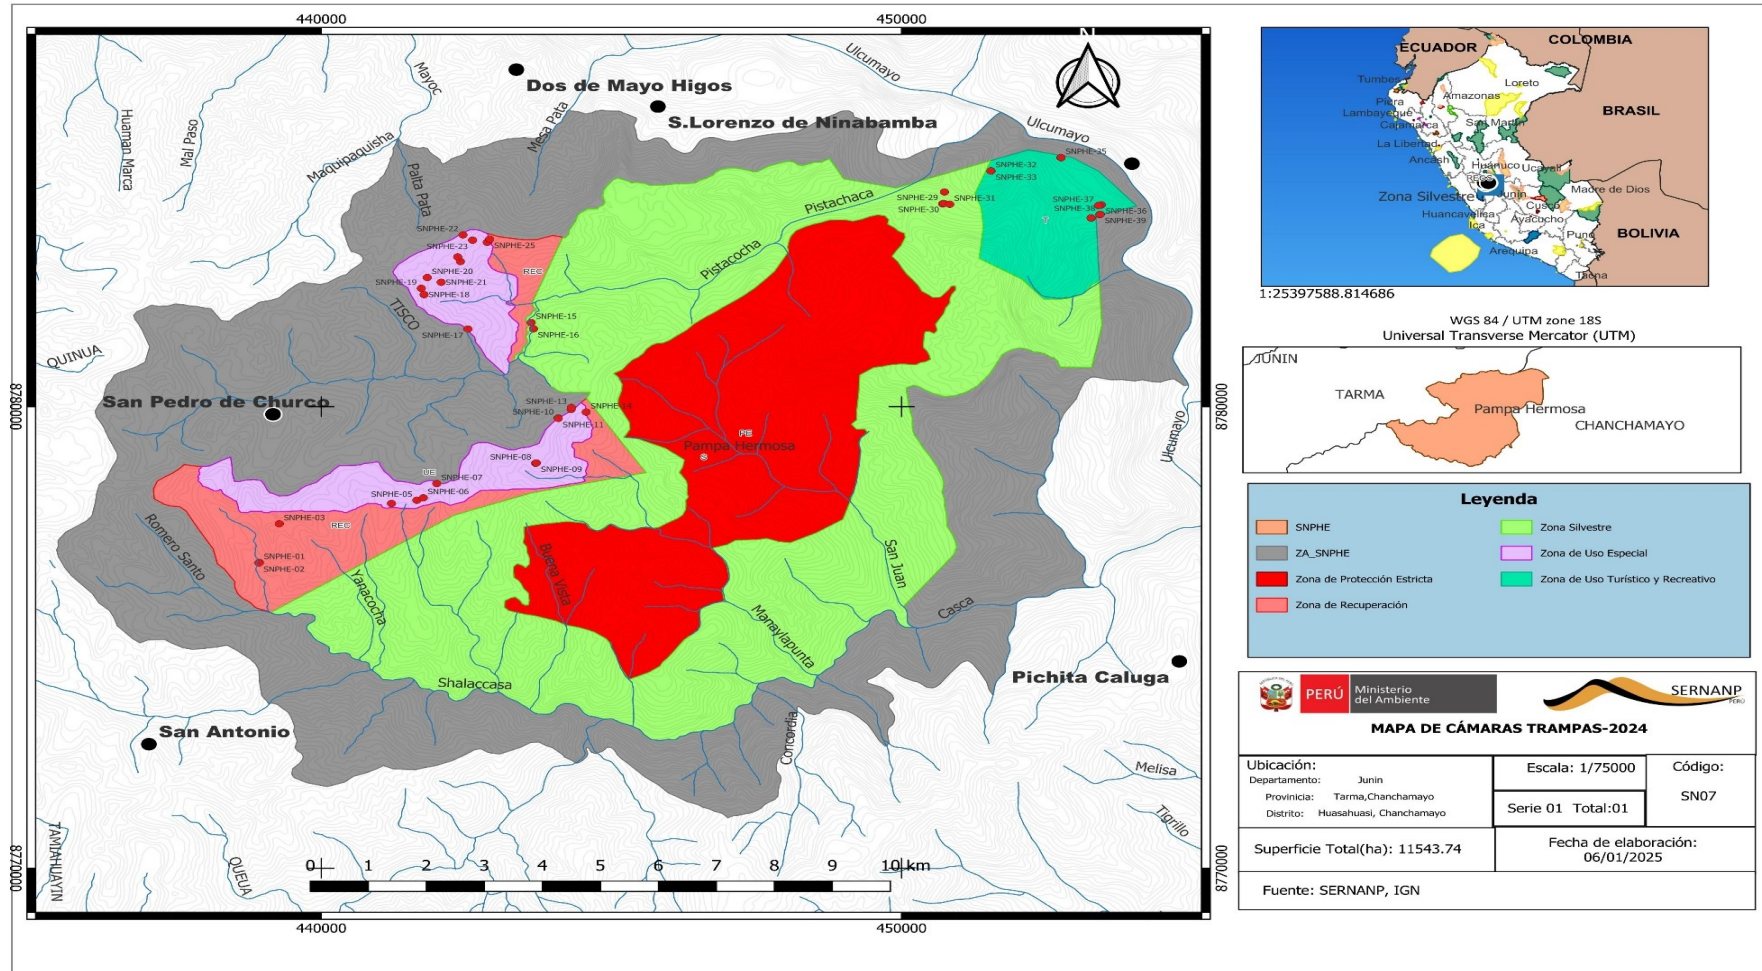 440000
450000
N
Ulcumayo
Mayoc
Dos de Mayo Higos
Mesa Pata
S.Lorenzo de Ninabamba
Huaman Marca
Mal Paso
Maquipaquisha
Palta Pata
Ulcumayo
SNPHE-35
SNPHE-32
SNPHE-33
Pistachaca
SNPHE-29
SNPHE-31
SNPHE-30
SNPHE-37
SNPHE-38
SNPHE-36
SNPHE-39
T
SNPHE-22
SNPHE-23
SNPHE-25
Pistacocha
REC
SNPHE-20
SNPHE-19
SNPHE-21
SNPHE-18
TISCO
SNPHE-15
SNPHE-16
SNPHE-17
QUINUA
San Pedro de Churco
8780000
8780000
SNPHE-13
SNPHE-14
SNPHE-10
SNPHE-11
PE
Pampa Hermosa
S
Ulcumayo
SNPHE-08
SNPHE-09
UE
SNPHE-07
SNPHE-05
SNPHE-06
SNPHE-03
REC
Romero Santo
SNPHE-01
SNPHE-02
Yanacocha
Buena Vista
San Juan
Casca
Manaylapunta
Shalaccasa
Pichita Caluga
San Antonio
Concordia
Melisa
Tigrillo
TAMIAHUAYIN
QUEUA
8770000
8770000
0 1 2 3 4 5 6 7 8 9 10 km
440000
450000
ECUADOR
COLOMBIA
Tumbes
Loreto
Piura
Amazonas
Lambayeque
Cajamarca
San Martín
BRASIL
La Libertad
Ancash
Huánuco
Ucayali
Zona Silvestre
Junín
Madre de Dios
Cusco
Huancavelica
Ayacucho
Ica
Puno
BOLIVIA
Arequipa
Tacna
1:25397588.814686
WGS 84 / UTM zone 18S
Universal Transverse Mercator (UTM)
JUNIN
TARMA
Pampa Hermosa
CHANCHAMAYO
Leyenda
SNPHE
Zona Silvestre
ZA_SNPHE
Zona de Uso Especial
Zona de Protección Estricta
Zona de Uso Turístico y Recreativo
Zona de Recuperación
PERÚ
Ministerio
del Ambiente
SERNANP
PERÚ
MAPA DE CÁMARAS TRAMPAS-2024
Ubicación:
Departamento: Junin
Provinicia: Tarma,Chanchamayo
Distrito: Huasahuasi, Chanchamayo
Escala: 1/75000
Serie 01 Total:01
Código:
SN07
Superficie Total(ha): 11543.74
Fecha de elaboración:
06/01/2025
Fuente: SERNANP, IGN